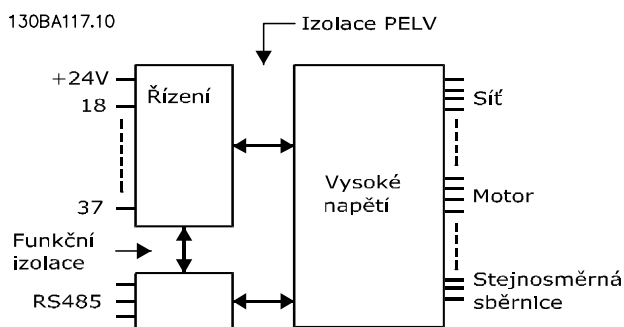 130BA117.10
Izolace PELV
+24V
Řízení
18
Síť
Vysoké
napětí
37
Motor
Funkční
izolace
RS485
Stejnosměrná
sběrnice